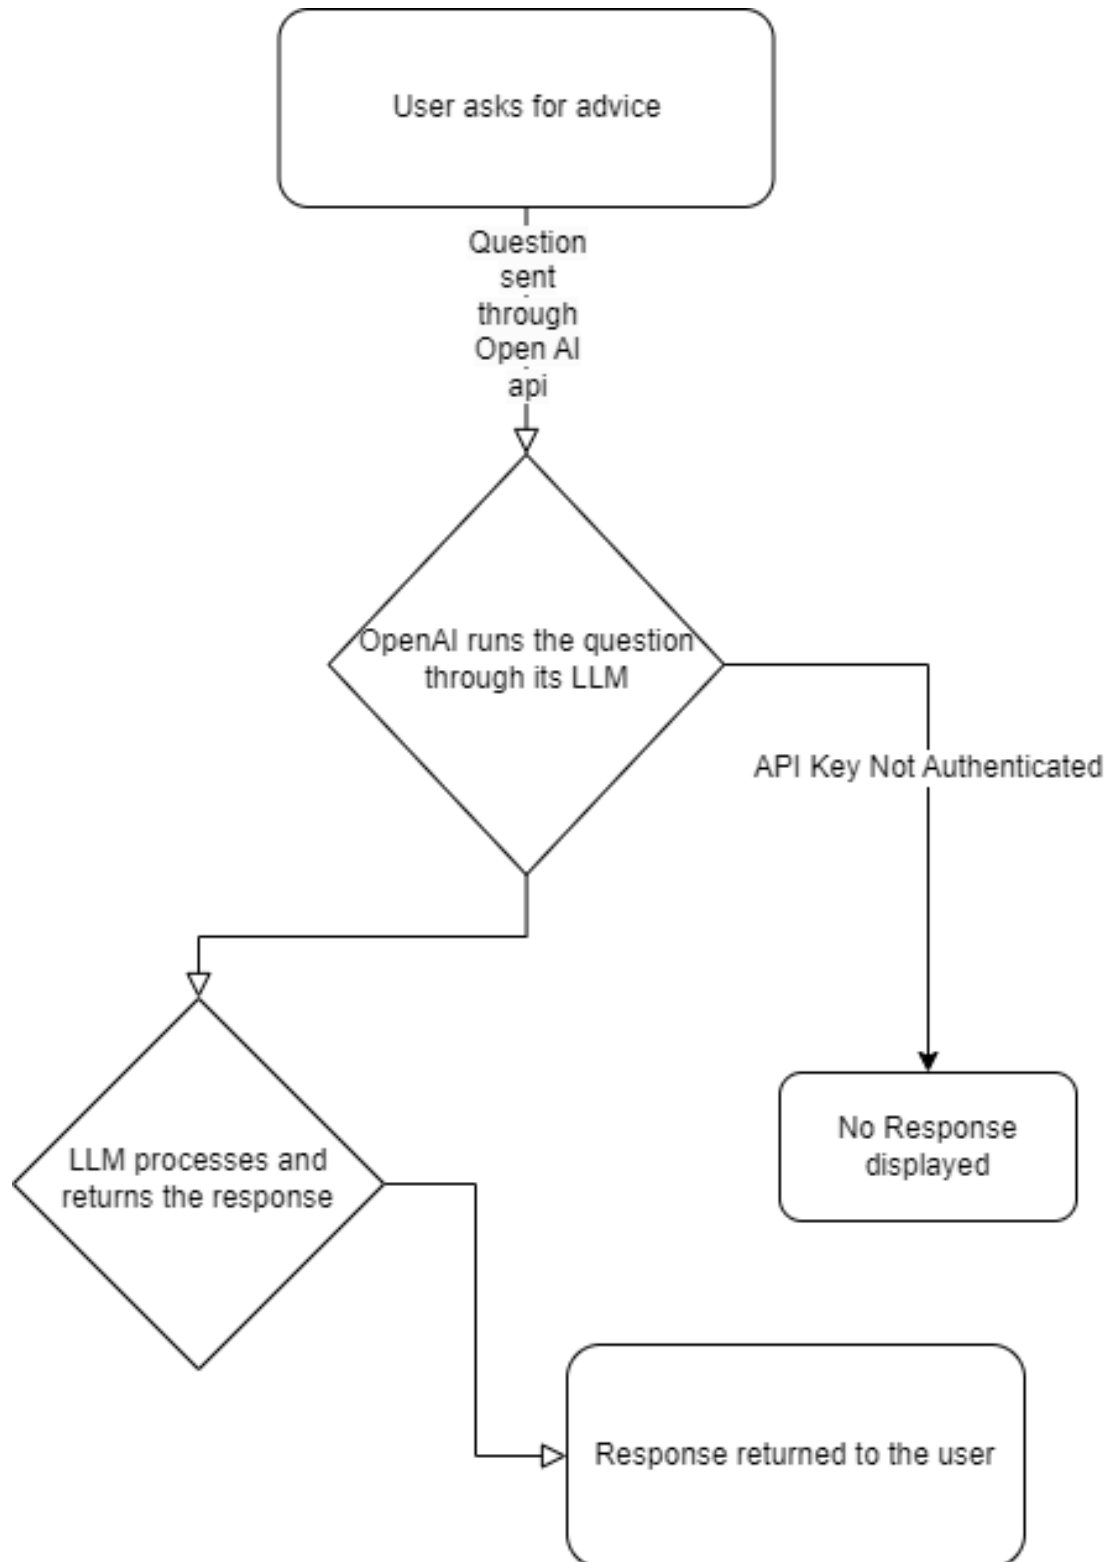 User asks for advice
Question
sent
through
Open AI
api
OpenAI runs the question
through its LLM
API Key Not Authenticated
LLM processes and
returns the response
No Response
displayed
Response returned to the user